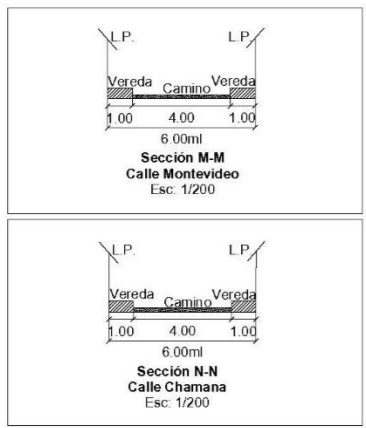 L.P. L.P.
Vereda Camino Vereda
1.00 4.00 1.00
6.00ml
Sección M-M
Calle Montevideo
Esc: 1/200
L.P. L.P.
Vereda Camino Vereda
1.00 4.00 1.00
6.00ml
Sección N-N
Calle Chamana
Esc: 1/200